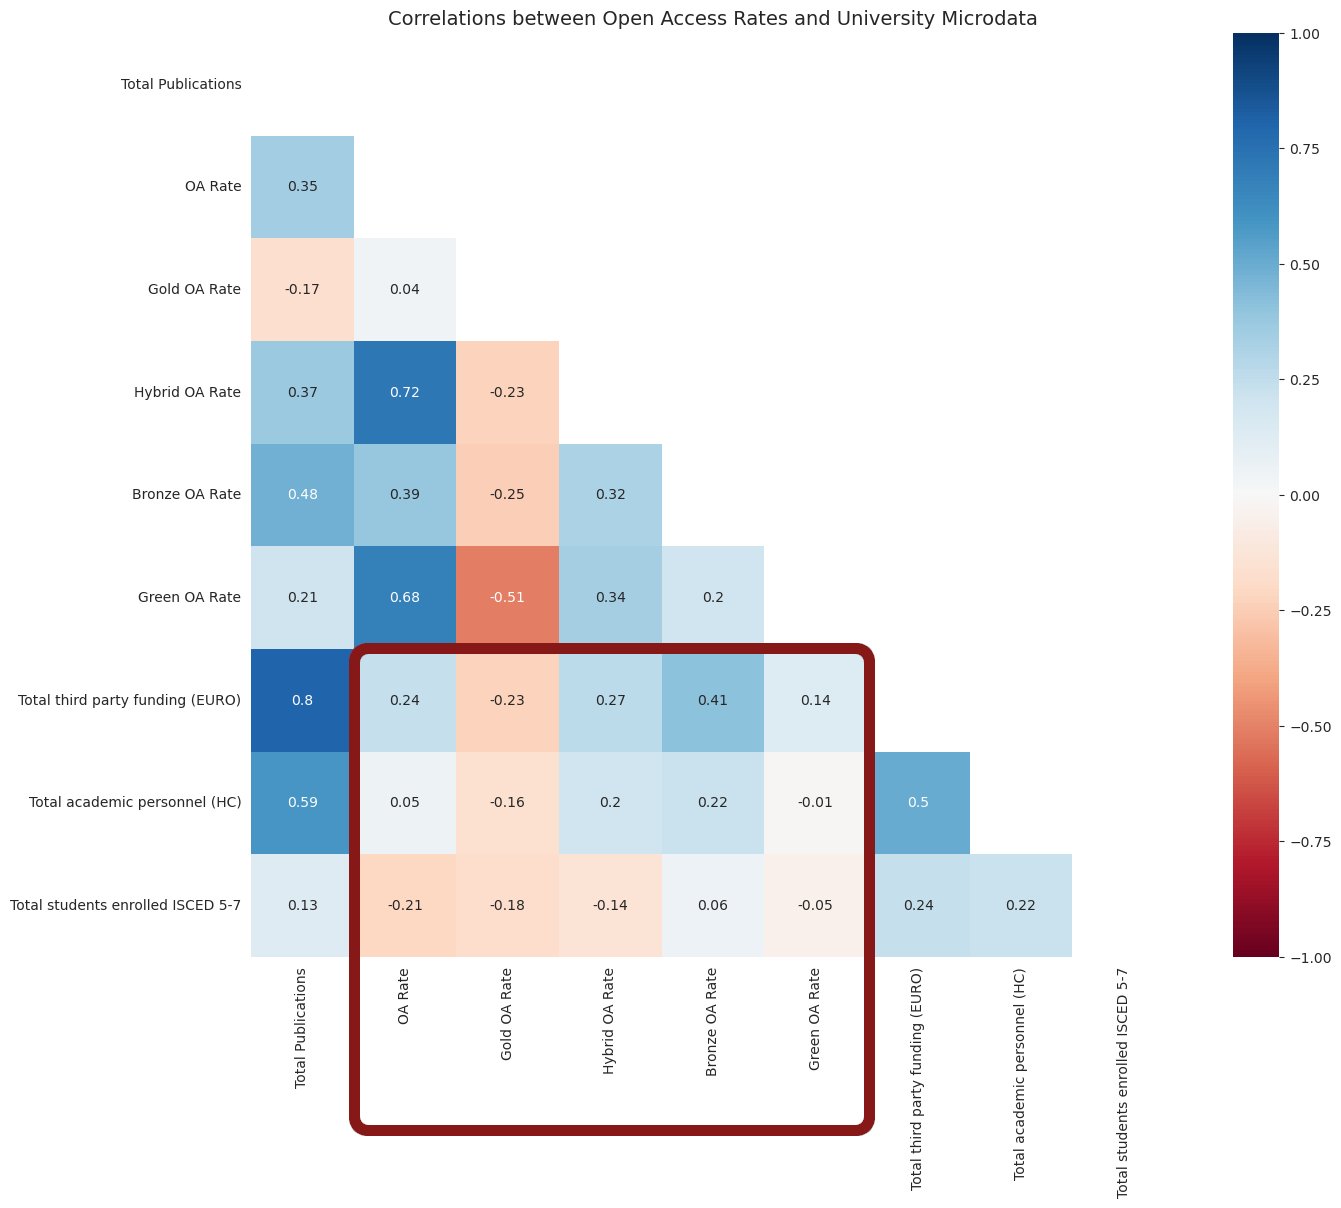 Correlations between Open Access Rates and University Microdata
Total Publications
OA Rate 0.35
Gold OA Rate -0.17 0.04
Hybrid OA Rate 0.37 0.72 -0.23
Bronze OA Rate 0.48 0.39 -0.25 0.32
Green OA Rate 0.21 0.68 -0.51 0.34 0.2
Total third party funding (EURO) 0.8 0.24 -0.23 0.27 0.41 0.14
Total academic personnel (HC) 0.59 0.05 -0.16 0.2 0.22 -0.01 0.5
Total students enrolled ISCED 5-7 0.13 -0.21 -0.18 -0.14 0.06 -0.05 0.24 0.22
Total Publications
OA Rate
Gold OA Rate
Hybrid OA Rate
Bronze OA Rate
Green OA Rate
Total third party funding (EURO)
Total academic personnel (HC)
Total students enrolled ISCED 5-7
1.00
0.75
0.50
0.25
0.00
−0.25
−0.50
−0.75
−1.00